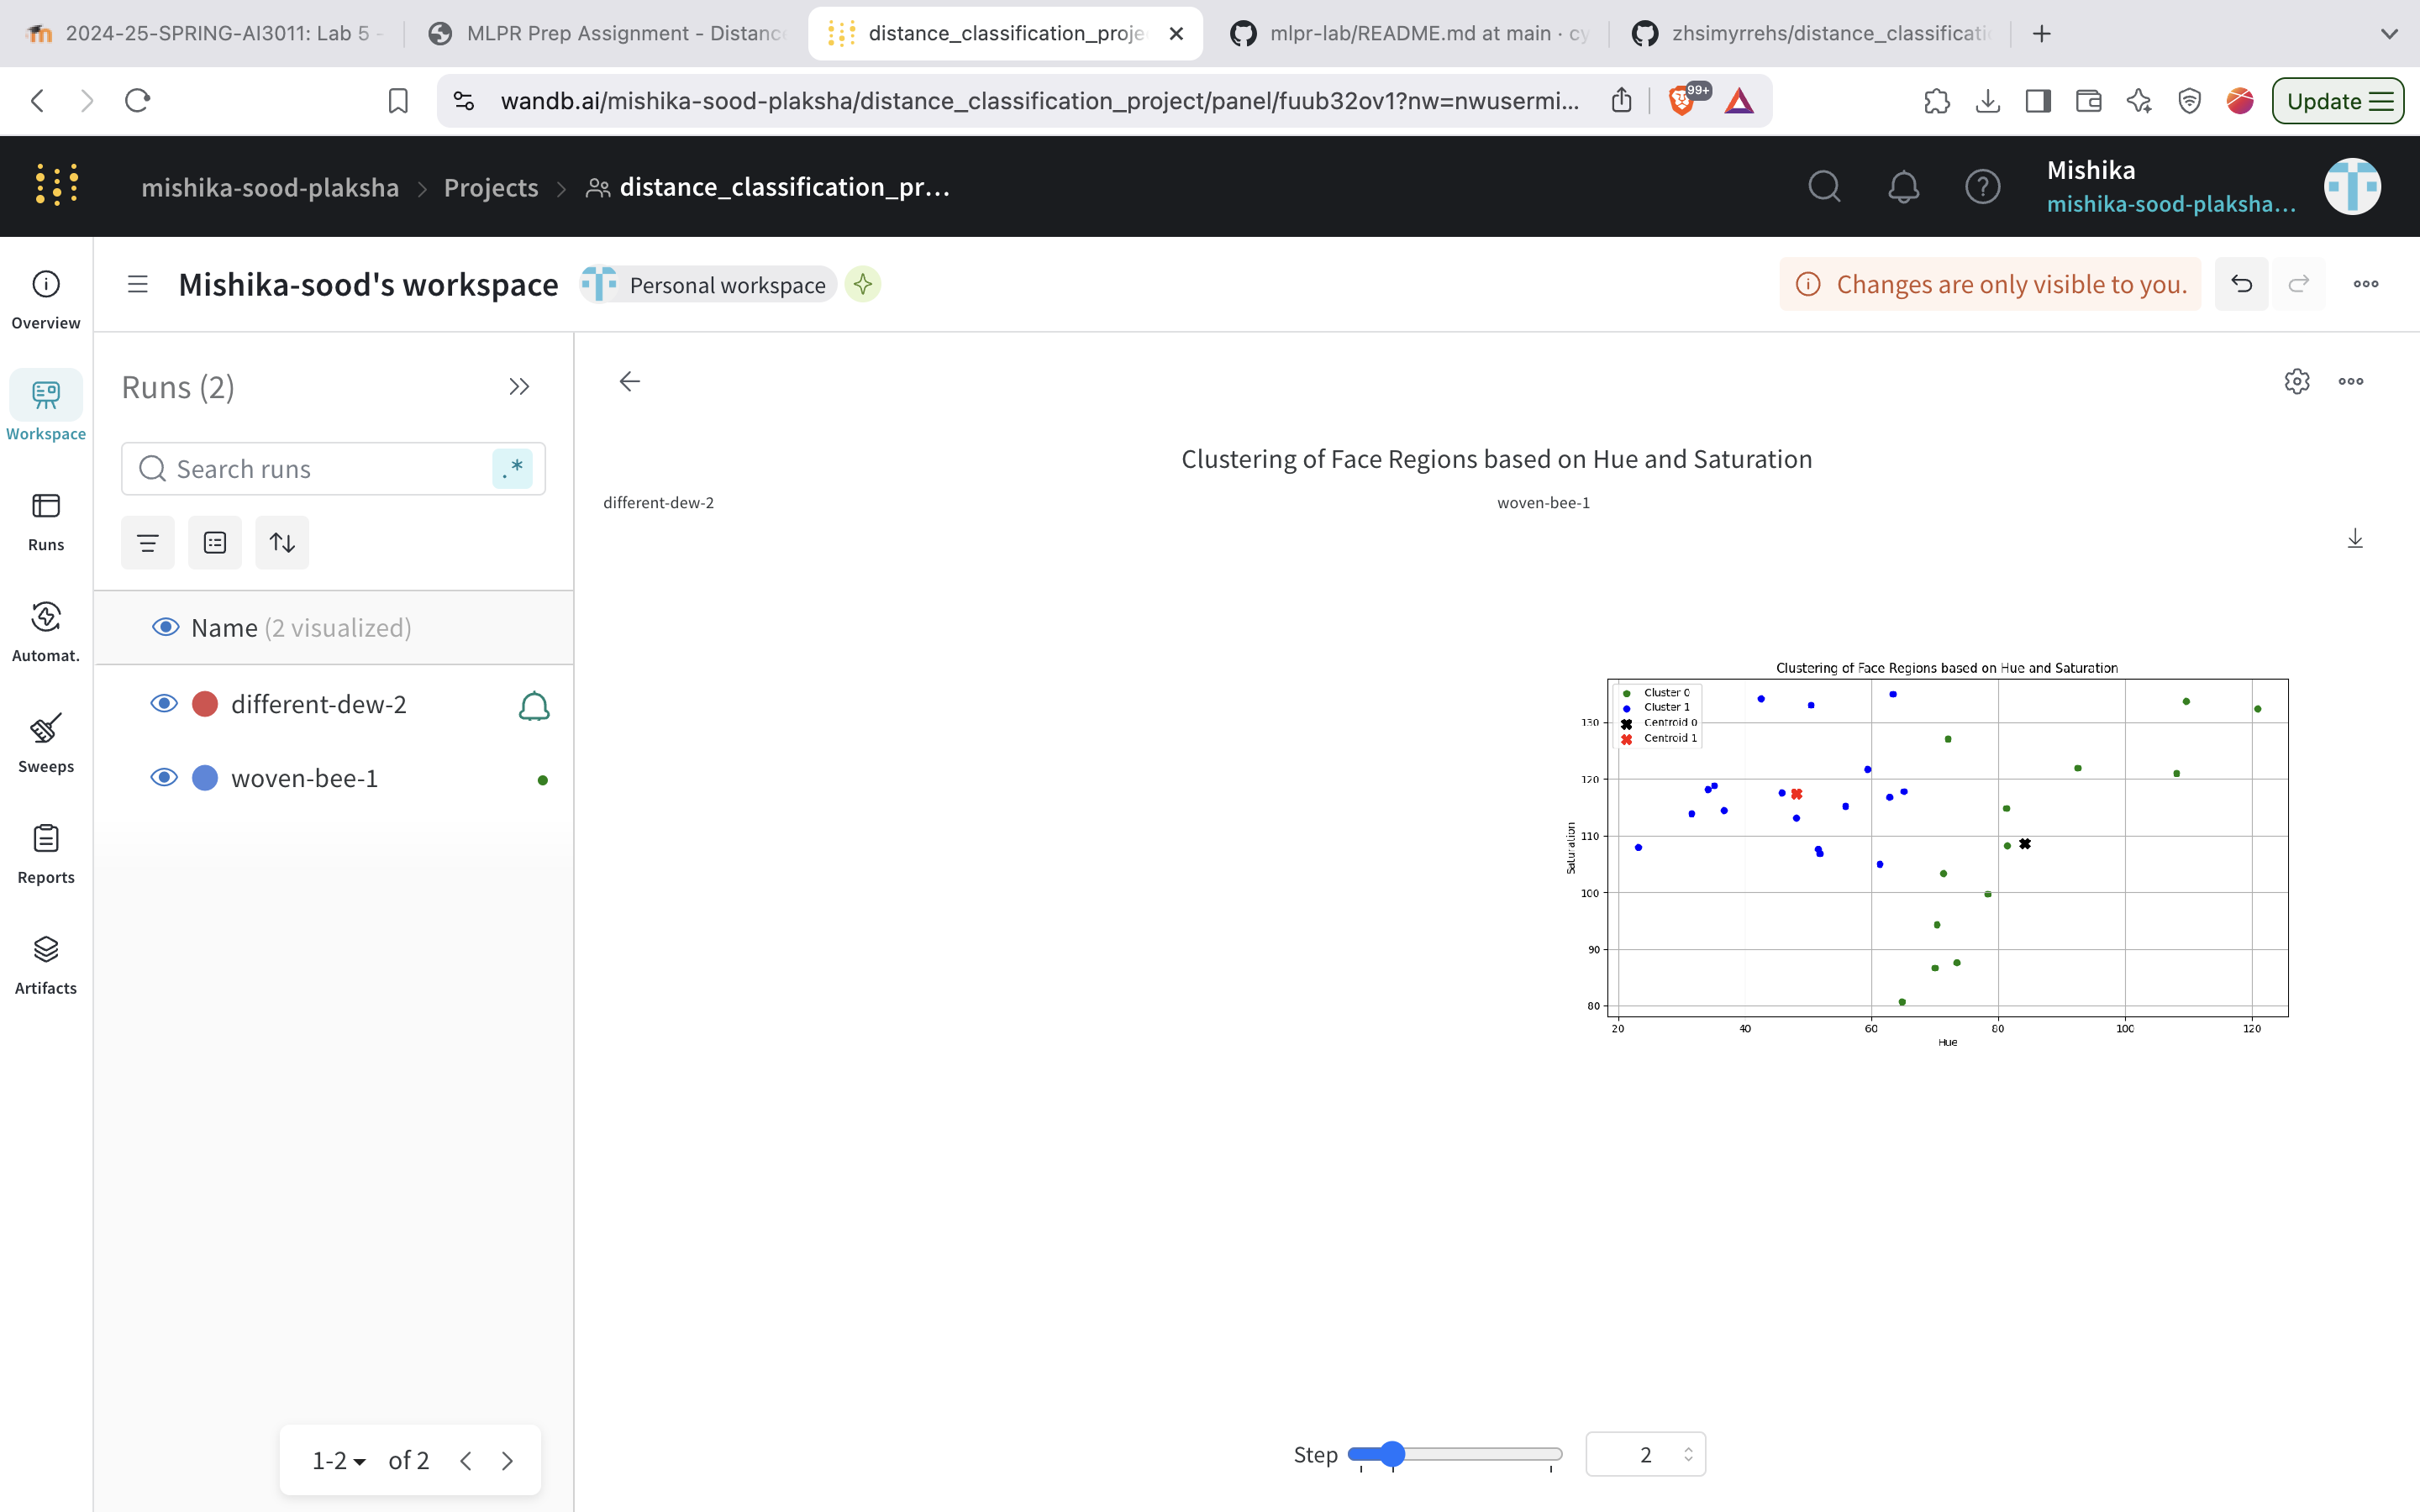 2024-25-SPRING-AI3011: Lab 5 -
MLPR Prep Assignment - Distance
distance_classification_proje
mlpr-lab/README.md at main · cy
zhsimyrrehs/distance_classificati
wandb.ai/mishika-sood-plaksha/distance_classification_project/panel/fuub32ov1?nw=nwusermi...
99+
Update
mishika-sood-plaksha > Projects > distance_classification_pr...
Mishika
mishika-sood-plaksha...
Overview
Workspace
Runs
Automat.
Sweeps
Reports
Artifacts
Mishika-sood's workspace
Personal workspace
Changes are only visible to you.
Runs (2)
Search runs
.*
Name (2 visualized)
different-dew-2
woven-bee-1
1-2 of 2
Clustering of Face Regions based on Hue and Saturation
different-dew-2
woven-bee-1
Clustering of Face Regions based on Hue and Saturation
Cluster 0
Cluster 1
Centroid 0
Centroid 1
130
120
110
100
90
80
Saturation
20 40 60 80 100 120
Hue
Step
2